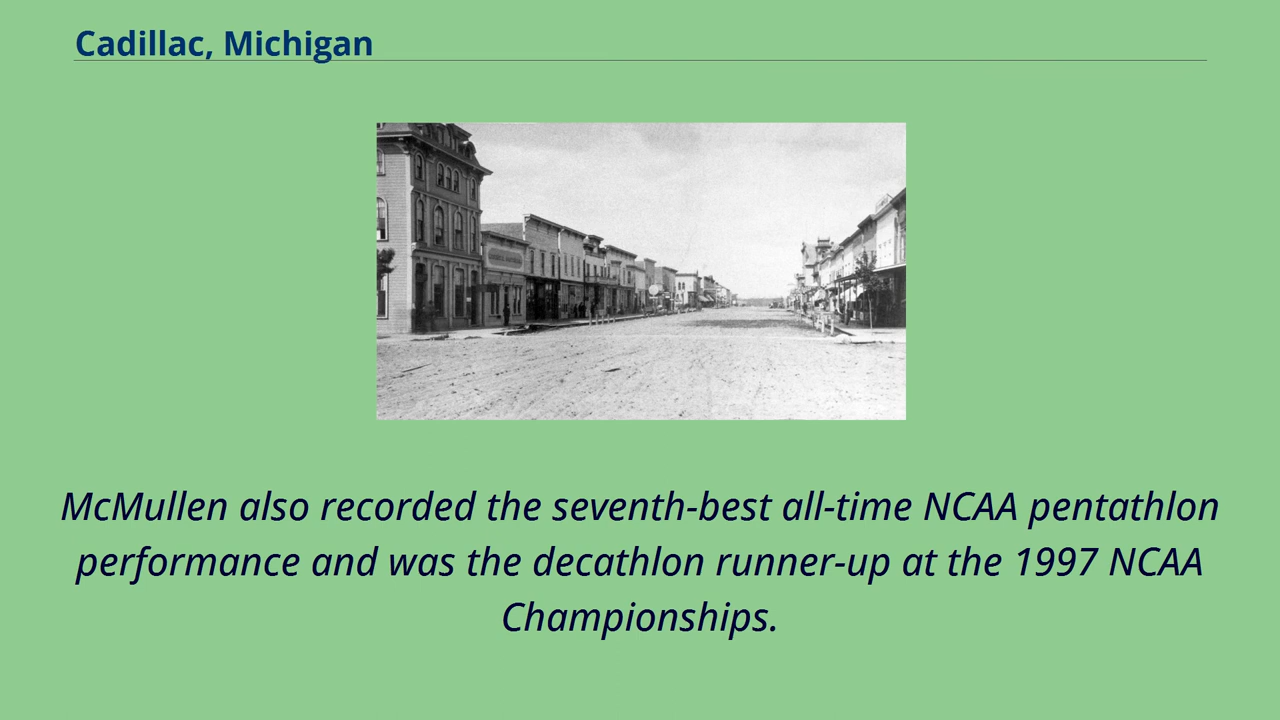 Cadillac, Michigan
McMullen also recorded the seventh-best all-time NCAA pentathlon
performance and was the decathlon runner-up at the 1997 NCAA
Championships.